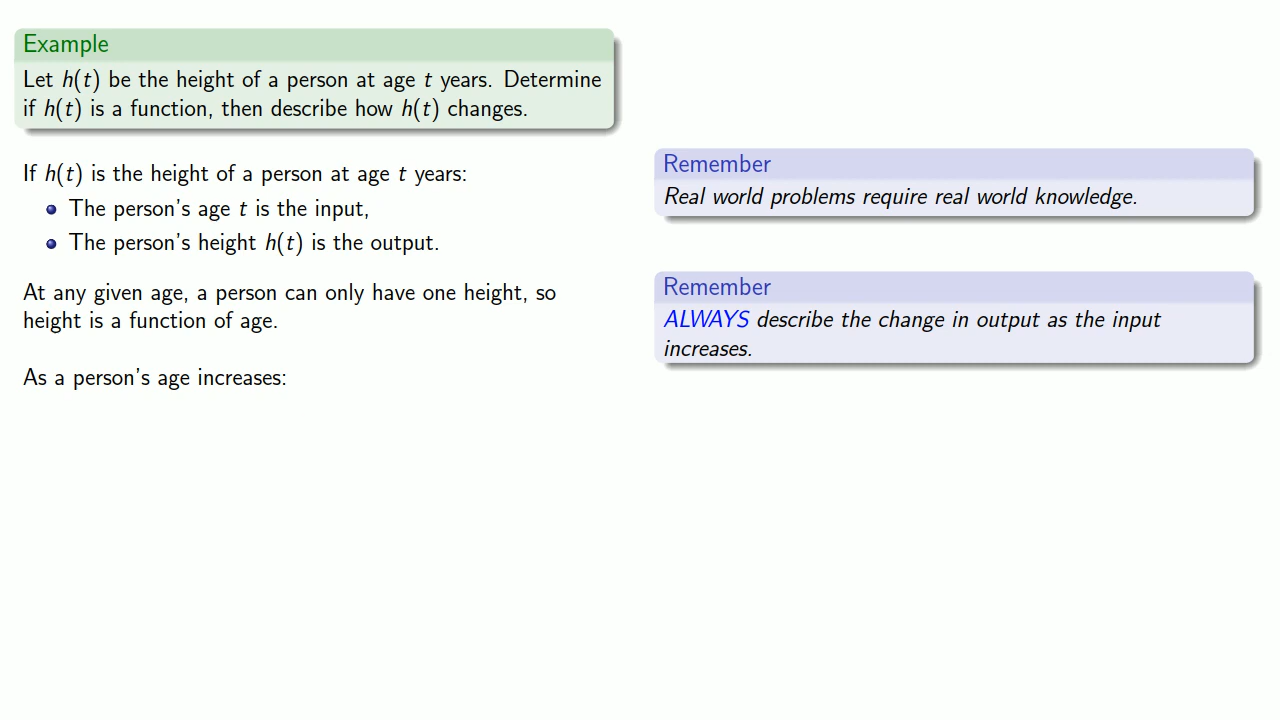 Example
Let h(t) be the height of a person at age t years. Determine
if h(t) is a function, then describe how h(t) changes.
If h(t) is the height of a person at age t years:
The person's age t is the input,
The person's height h(t) is the output.
At any given age, a person can only have one height, so
height is a function of age.
As a person's age increases:
Remember
Real world problems require real world knowledge.
Remember
ALWAYS describe the change in output as the input
increases.